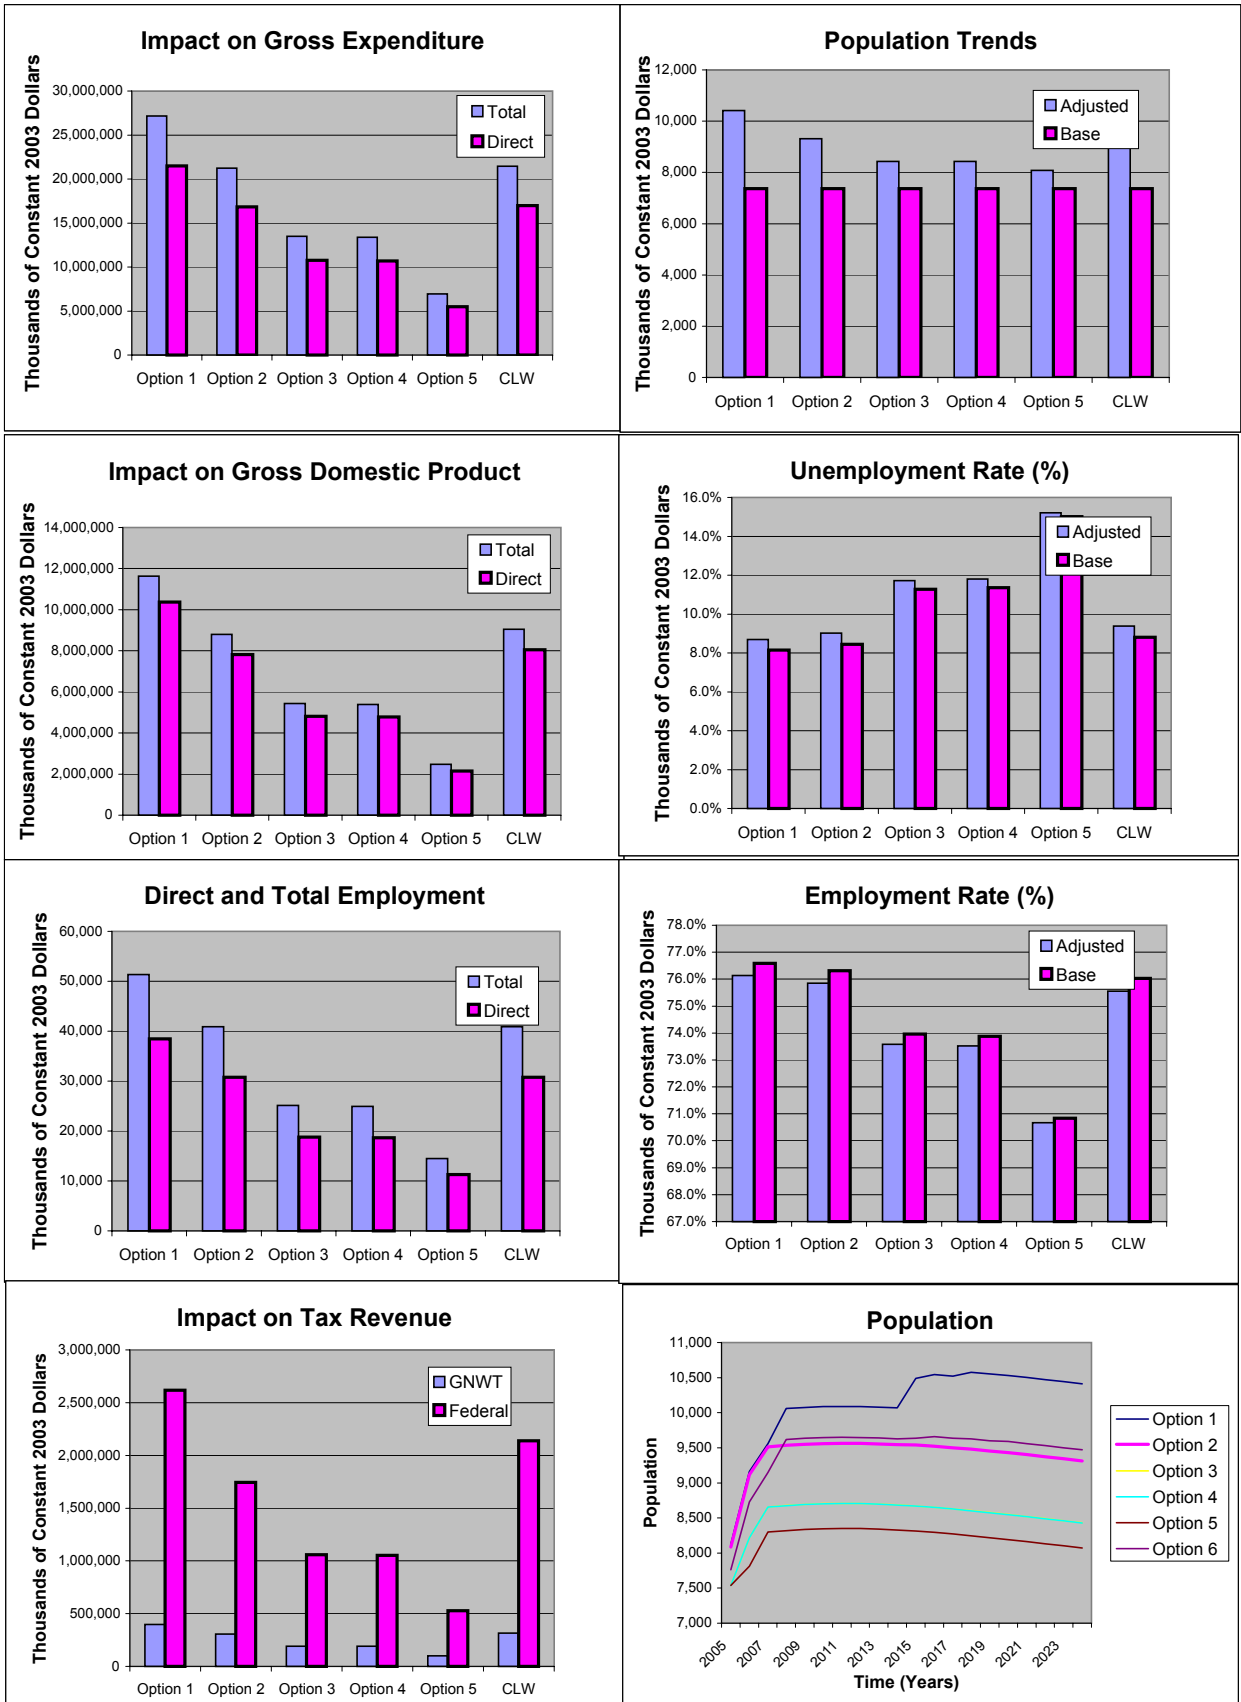 Impact on Gross Expenditure
Thousands of Constant 2003 Dollars
30,000,000
25,000,000
20,000,000
15,000,000
10,000,000
5,000,000
0
Total
Direct
Option 1 Option 2 Option 3 Option 4 Option 5 CLW
Population Trends
Thousands of Constant 2003 Dollars
12,000
10,000
8,000
6,000
4,000
2,000
0
Adjusted
Base
Option 1 Option 2 Option 3 Option 4 Option 5 CLW
Impact on Gross Domestic Product
Thousands of Constant 2003 Dollars
14,000,000
12,000,000
10,000,000
8,000,000
6,000,000
4,000,000
2,000,000
0
Total
Direct
Option 1 Option 2 Option 3 Option 4 Option 5 CLW
Unemployment Rate (%)
Thousands of Constant 2003 Dollars
16.0%
14.0%
12.0%
10.0%
8.0%
6.0%
4.0%
2.0%
0.0%
Adjusted
Base
Option 1 Option 2 Option 3 Option 4 Option 5 CLW
Direct and Total Employment
Thousands of Constant 2003 Dollars
60,000
50,000
40,000
30,000
20,000
10,000
0
Total
Direct
Option 1 Option 2 Option 3 Option 4 Option 5 CLW
Employment Rate (%)
Thousands of Constant 2003 Dollars
78.0%
77.0%
76.0%
75.0%
74.0%
73.0%
72.0%
71.0%
70.0%
69.0%
68.0%
67.0%
Adjusted
Base
Option 1 Option 2 Option 3 Option 4 Option 5 CLW
Impact on Tax Revenue
Thousands of Constant 2003 Dollars
3,000,000
2,500,000
2,000,000
1,500,000
1,000,000
500,000
0
GNWT
Federal
Option 1 Option 2 Option 3 Option 4 Option 5 CLW
Population
Population
11,000
10,500
10,000
9,500
9,000
8,500
8,000
7,500
7,000
2005 2007 2009 2011 2013 2015 2017 2019 2021 2023
Time (Years)
Option 1
Option 2
Option 3
Option 4
Option 5
Option 6